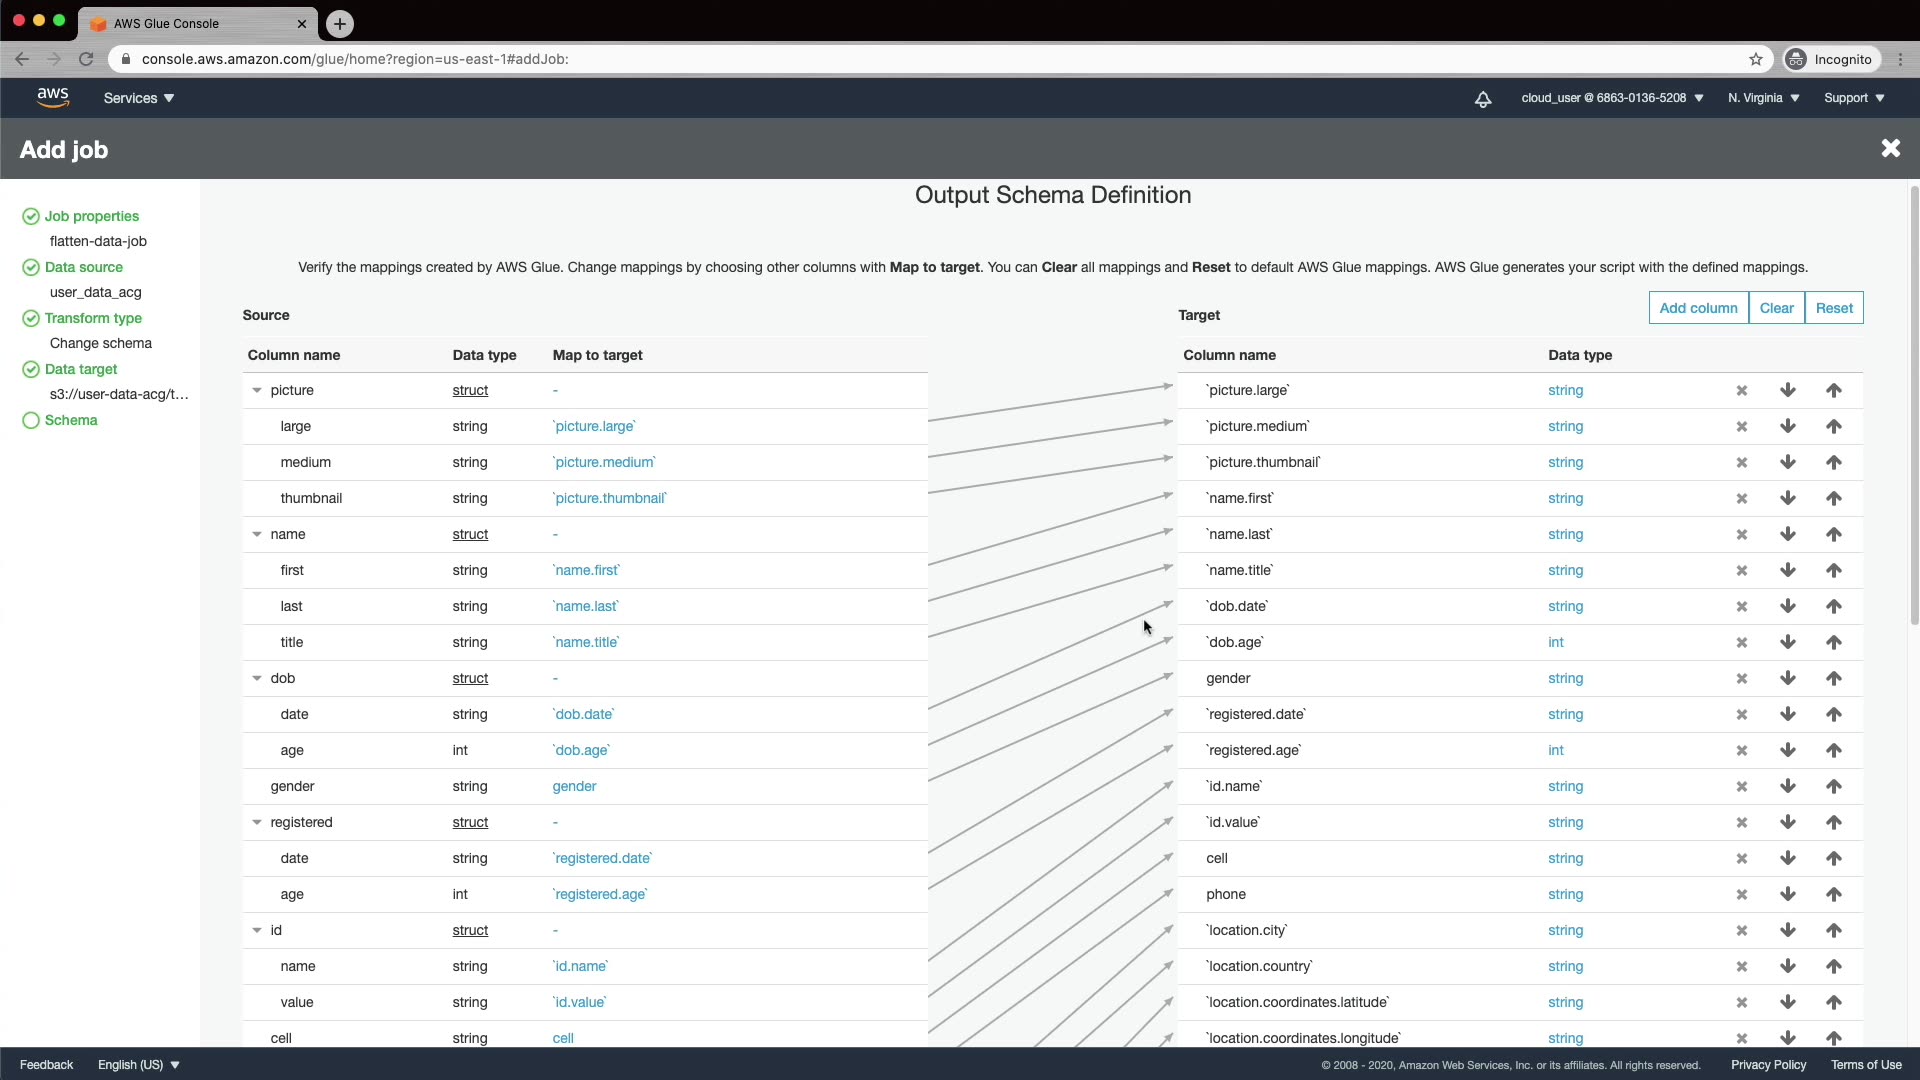 AWS Glue Console
console.aws.amazon.com/glue/home?region=us-east-1#addJob:
Incognito
aws
Services
cloud_user @ 6863-0136-5208
N. Virginia
Support
Add job
Job properties
flatten-data-job
Data source
user_data_acg
Transform type
Change schema
Data target
s3://user-data-acg/t...
Schema
Output Schema Definition
Verify the mappings created by AWS Glue. Change mappings by choosing other columns with Map to target. You can Clear all mappings and Reset to default AWS Glue mappings. AWS Glue generates your script with the defined mappings.
Source
Column name Data type Map to target
picture struct -
large string `picture.large`
medium string `picture.medium`
thumbnail string `picture.thumbnail`
name struct -
first string `name.first`
last string `name.last`
title string `name.title`
dob struct -
date string `dob.date`
age int `dob.age`
gender string gender
registered struct -
date string `registered.date`
age int `registered.age`
id struct -
name string `id.name`
value string `id.value`
cell string cell
Target
Add column Clear Reset
Column name Data type
`picture.large` string
`picture.medium` string
`picture.thumbnail` string
`name.first` string
`name.last` string
`name.title` string
`dob.date` string
`dob.age` int
gender string
`registered.date` string
`registered.age` int
`id.name` string
`id.value` string
cell string
phone string
`location.city` string
`location.country` string
`location.coordinates.latitude` string
`location.coordinates.longitude` string
Feedback
English (US)
© 2008 - 2020, Amazon Web Services, Inc. or its affiliates. All rights reserved.
Privacy Policy
Terms of Use